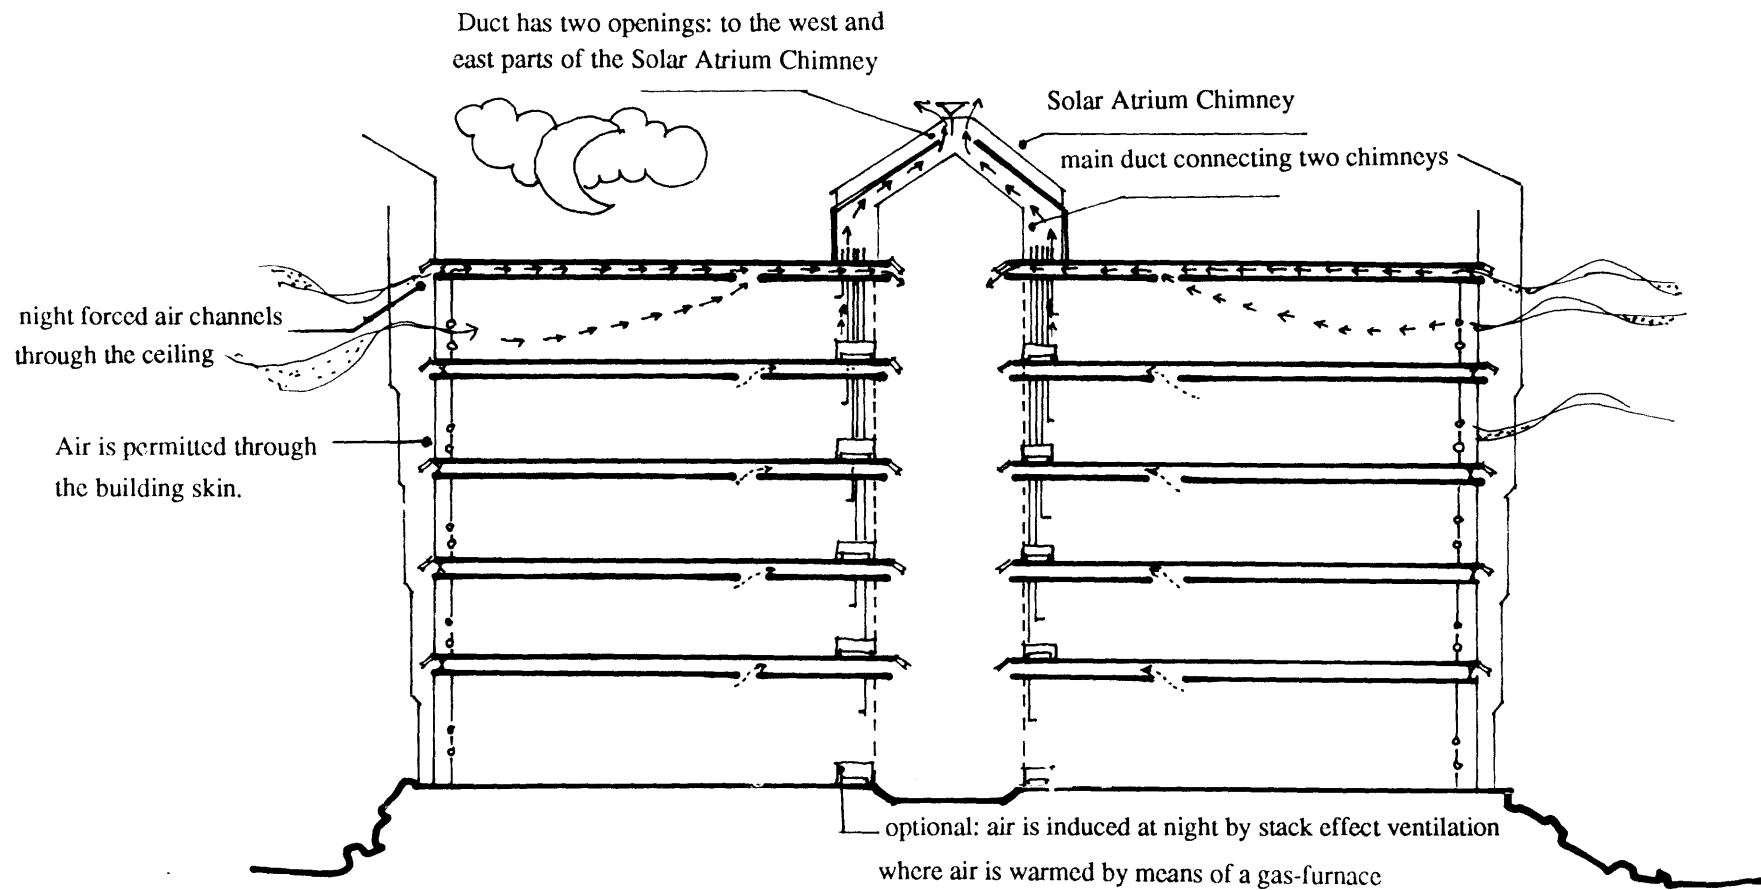 Duct has two openings: to the west and
east parts of the Solar Atrium Chimney
Solar Atrium Chimney
main duct connecting two chimneys
night forced air channels
through the ceiling
Air is permitted through
the building skin.
optional: air is induced at night by stack effect ventilation
where air is warmed by means of a gas-furnace